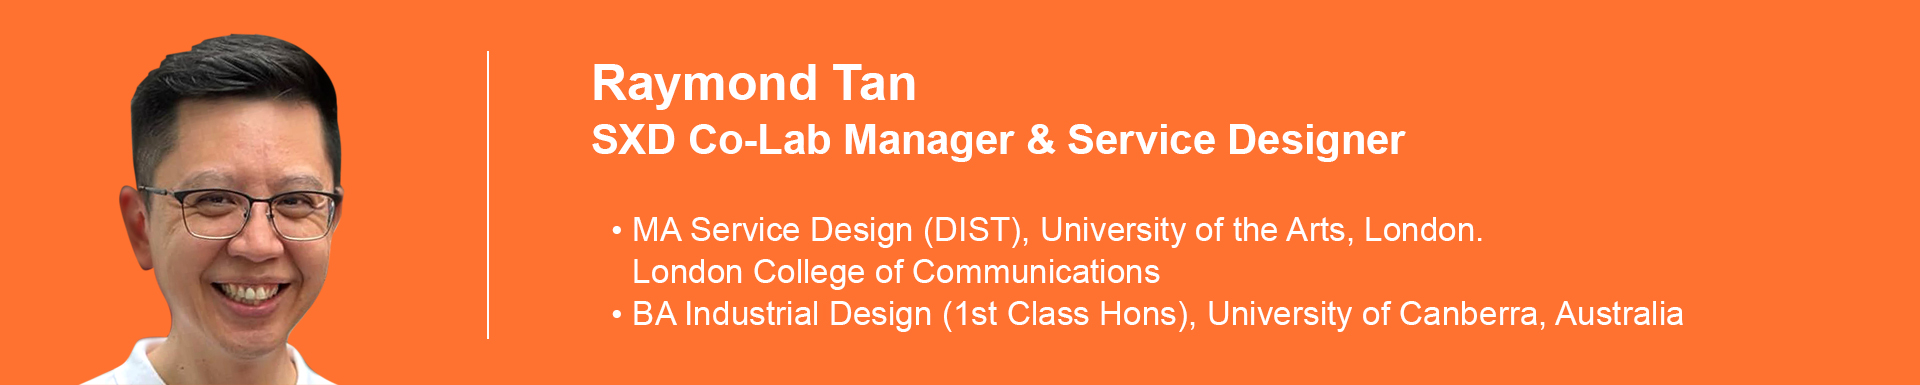 Raymond Tan
SXD Co-Lab Manager & Service Designer
• MA Service Design (DIST), University of the Arts, London.
London College of Communications
• BA Industrial Design (1st Class Hons), University of Canberra, Australia